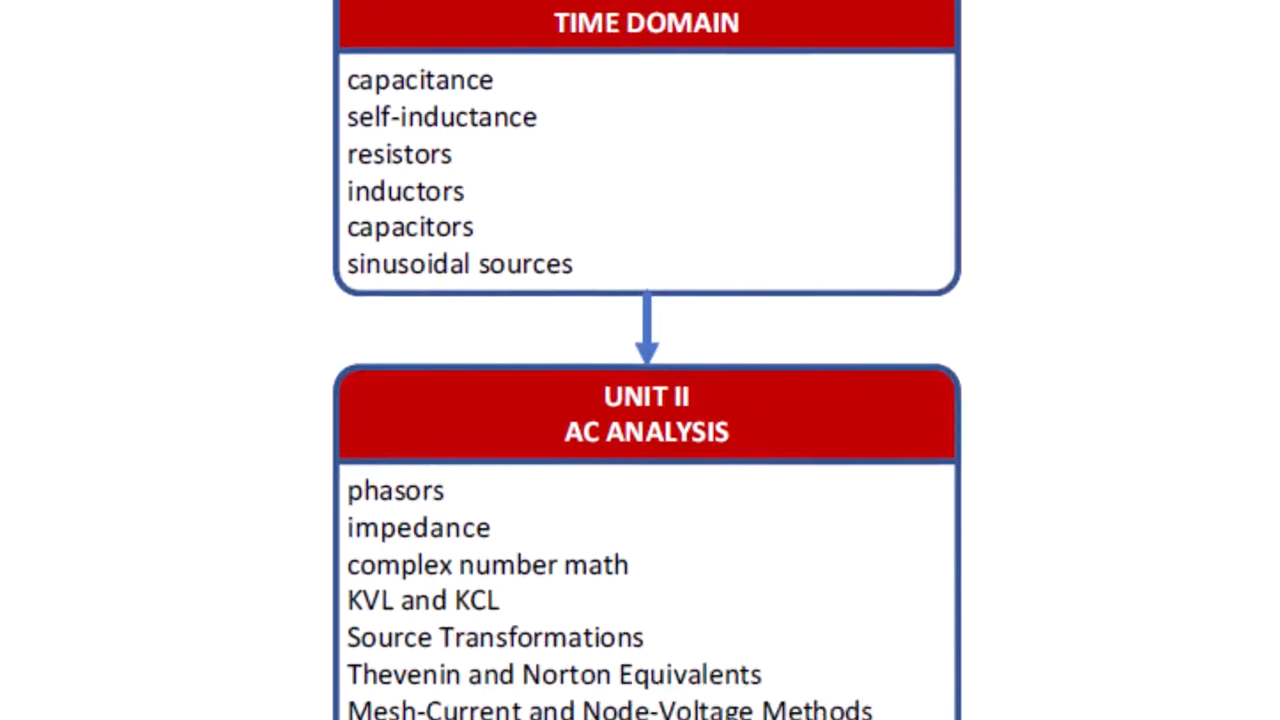 TIME DOMAIN
capacitance
self-inductance
resistors
inductors
capacitors
sinusoidal sources
UNIT II
AC ANALYSIS
phasors
impedance
complex number math
KVL and KCL
Source Transformations
Thevenin and Norton Equivalents
Mesh-Current and Node-Voltage Methods